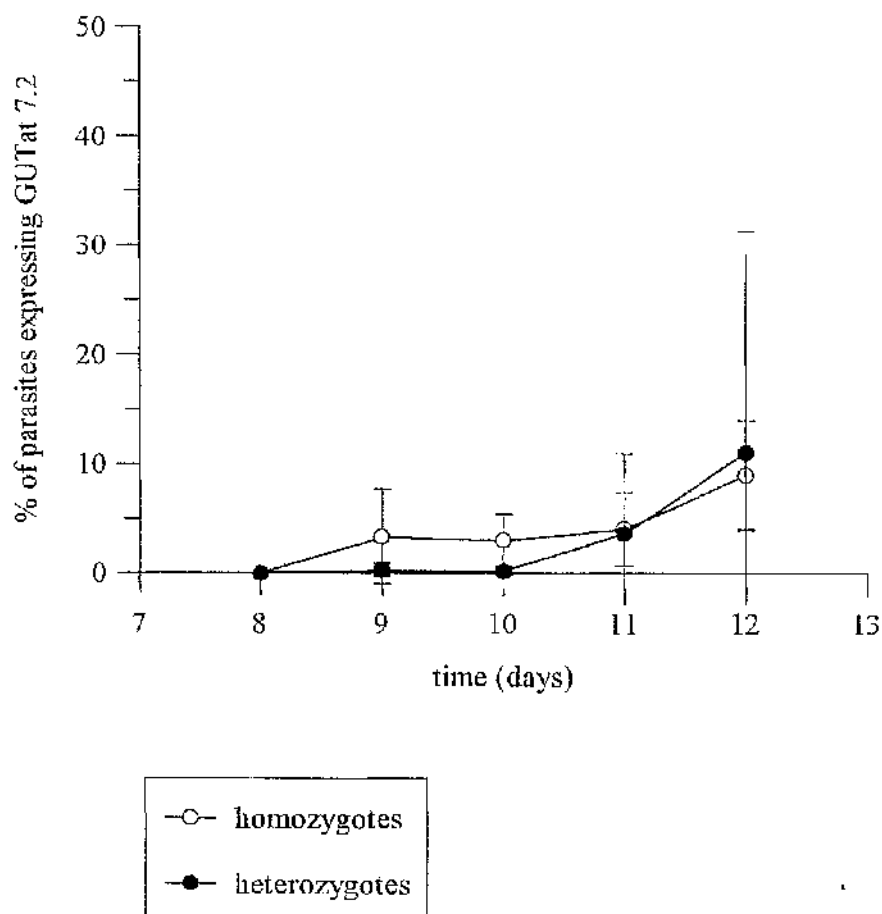 % of parasites expressing GUTat 7.2
50
40
30
20
10
0
7 8 9 10 11 12 13
time (days)
homozygotes
heterozygotes